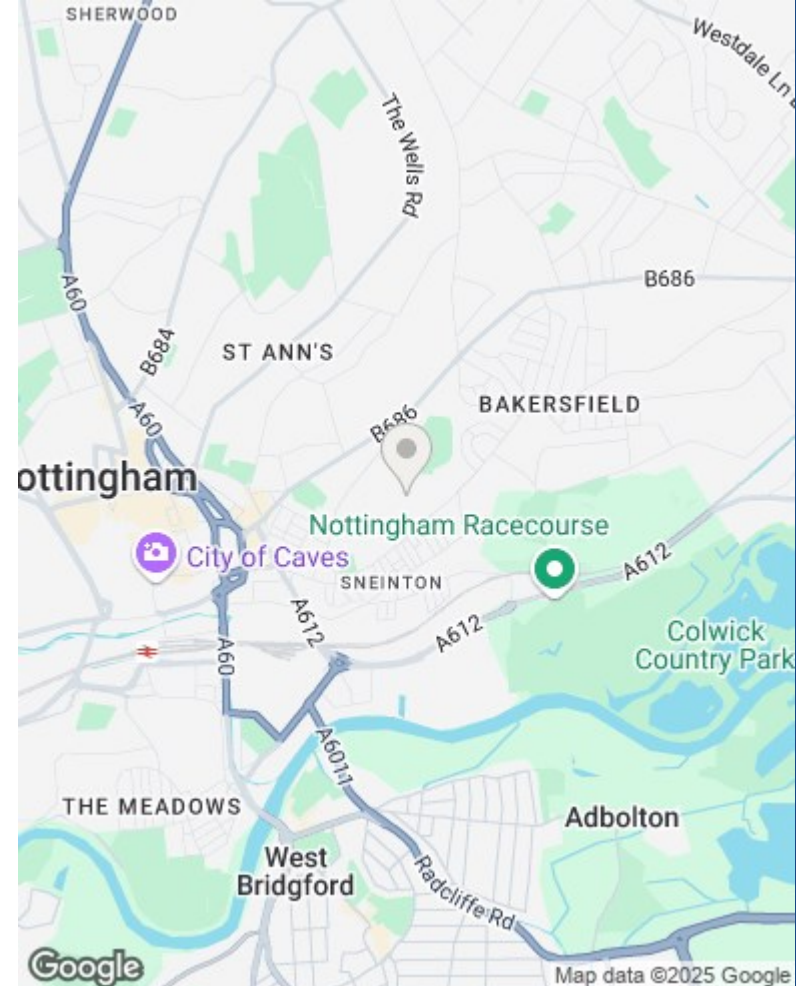 SHERWOOD
Westdale Ln E
The Wells Rd
A60
B686
B684
ST ANN'S
A60
BAKERSFIELD
B686
ottingham
Nottingham Racecourse
City of Caves
SNEINTON
A612
A612
A612
A60
Colwick
Country Park
A6011
THE MEADOWS
Adbolton
West
Bridgford
Radcliffe Rd
Google
Map data ©2025 Google